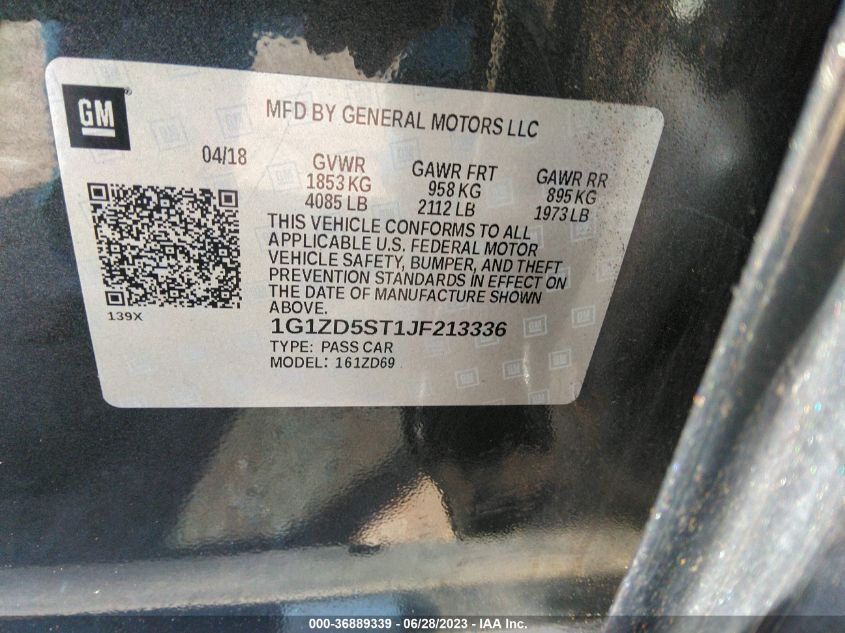 GM
MFD BY GENERAL MOTORS LLC
04/18
GVWR
1853 KG
4085 LB
GAWR FRT
958 KG
2112 LB
GAWR RR
895 KG
1973 LB
THIS VEHICLE CONFORMS TO ALL
APPLICABLE U.S. FEDERAL MOTOR
VEHICLE SAFETY, BUMPER, AND THEFT
PREVENTION STANDARDS IN EFFECT ON
THE DATE OF MANUFACTURE SHOWN
ABOVE.
139X
1G1ZD5ST1JF213336
TYPE: PASS CAR
MODEL: 161ZD69
000-36889339 - 06/28/2023 - IAA Inc.